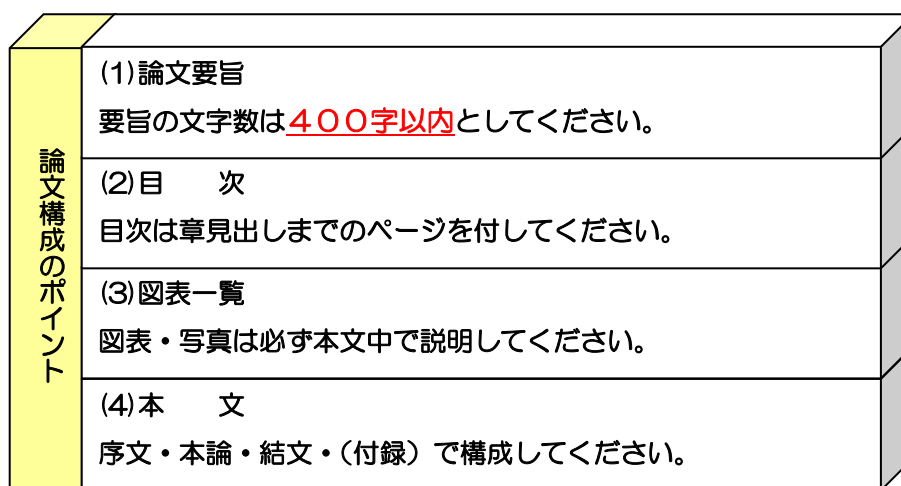 論文構成のポイント
(1)論文要旨
要旨の文字数は４００字以内としてください。
(2)目　　次
目次は章見出しまでのページを付してください。
(3)図表一覧
図表・写真は必ず本文中で説明してください。
(4)本　　文
序文・本論・結文・（付録）で構成してください。